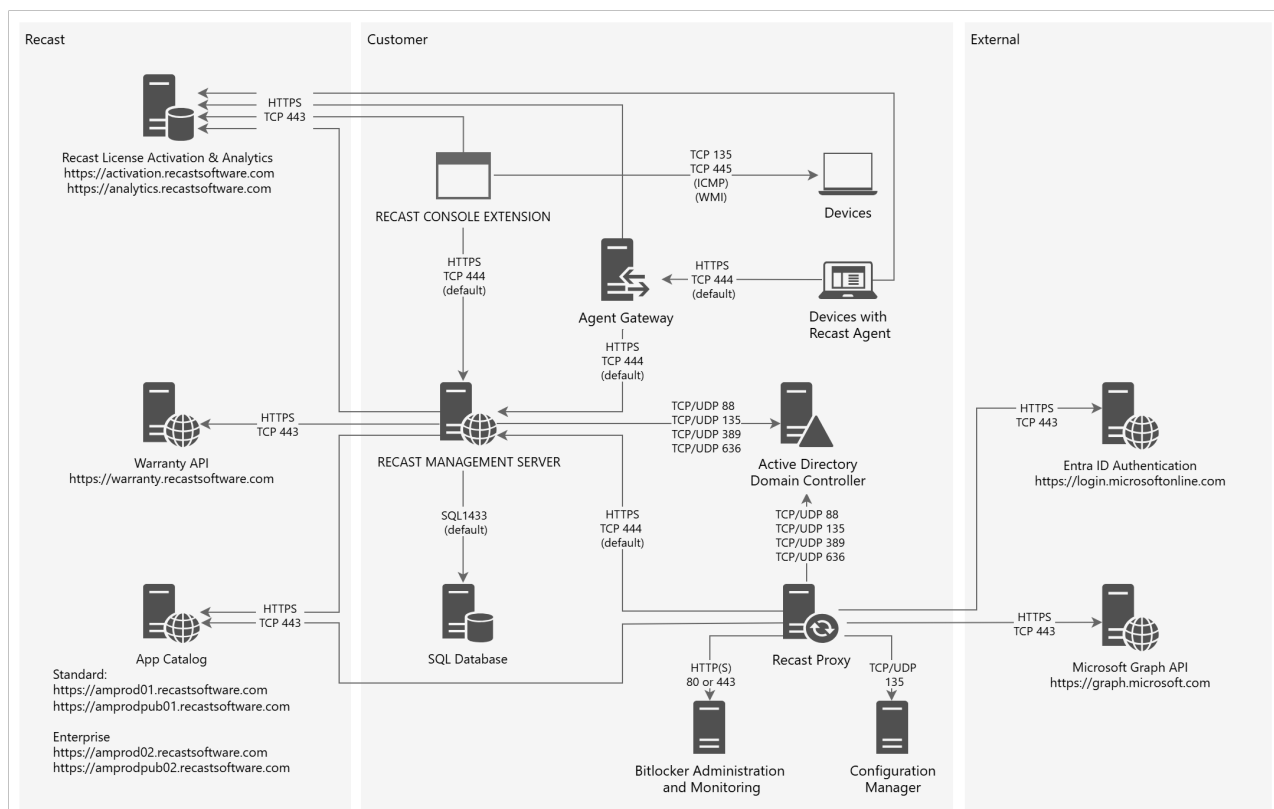 Recast
Customer
External
HTTPS
TCP 443
Recast License Activation & Analytics
https://activation.recastsoftware.com
https://analytics.recastsoftware.com
RECAST CONSOLE EXTENSION
TCP 135
TCP 445
(ICMP)
(WMI)
Devices
HTTPS
TCP 444
(default)
Agent Gateway
HTTPS
TCP 444
(default)
Devices with
Recast Agent
HTTPS
TCP 444
(default)
HTTPS
TCP 443
Warranty API
https://warranty.recastsoftware.com
RECAST MANAGEMENT SERVER
TCP/UDP 88
TCP/UDP 135
TCP/UDP 389
TCP/UDP 636
Active Directory
Domain Controller
HTTPS
TCP 443
Entra ID Authentication
https://login.microsoftonline.com
SQL1433
(default)
HTTPS
TCP 444
(default)
TCP/UDP 88
TCP/UDP 135
TCP/UDP 389
TCP/UDP 636
HTTPS
TCP 443
App Catalog
Standard:
https://amprod01.recastsoftware.com
https://amprodpub01.recastsoftware.com
Enterprise
https://amprod02.recastsoftware.com
https://amprodpub02.recastsoftware.com
SQL Database
Recast Proxy
HTTPS
TCP 443
Microsoft Graph API
https://graph.microsoft.com
HTTP(S)
80 or 443
TCP/UDP
135
Bitlocker Administration
and Monitoring
Configuration
Manager